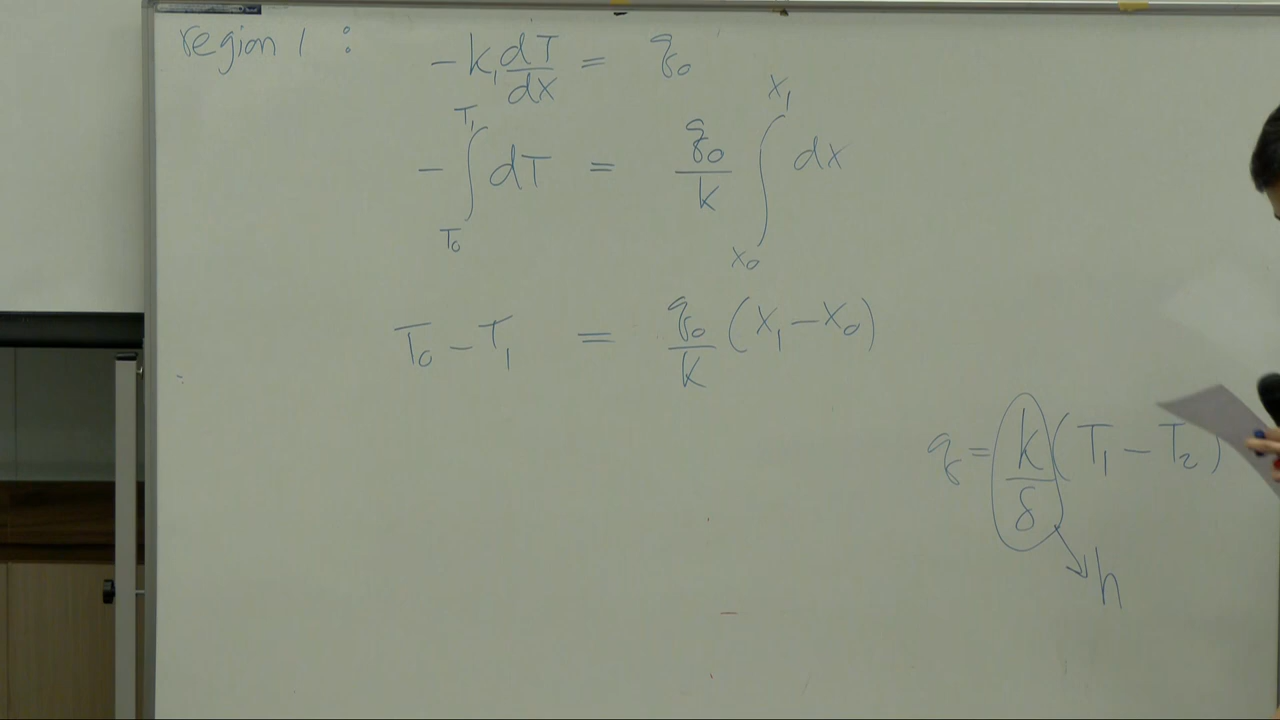 region 1 :
-k₁ dT/dx = q₀
-∫_{T₀}^{T₁} dT = q₀/k ∫_{x₀}^{x₁} dx
T₀ - T₁ = q₀/k (x₁ - x₀)
q = k/δ (T₁ - T₂)
h